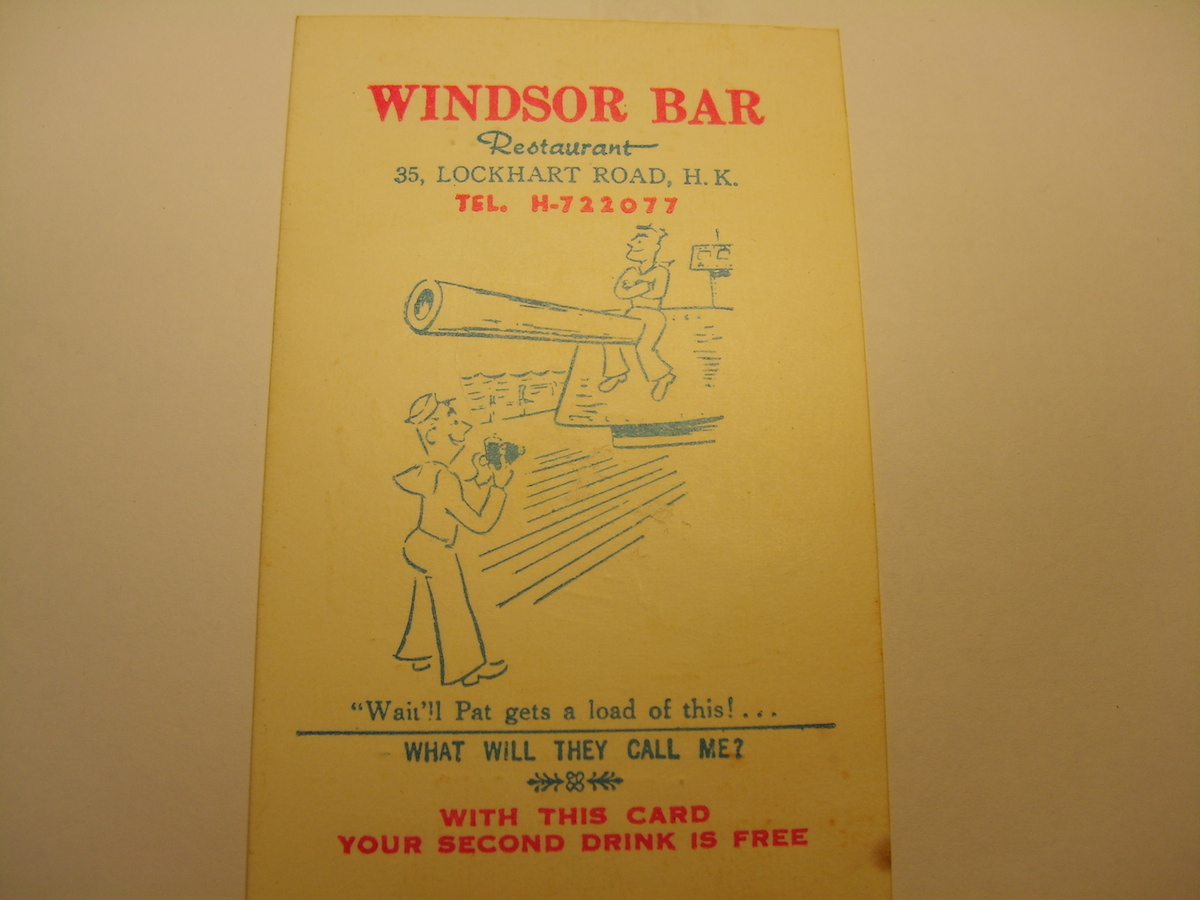 WINDSOR BAR
Restaurant
35, LOCKHART ROAD, H. K.
TEL. H-722077
"Wait'll Pat gets a load of this!...
WHAT WILL THEY CALL ME?
WITH THIS CARD
YOUR SECOND DRINK IS FREE